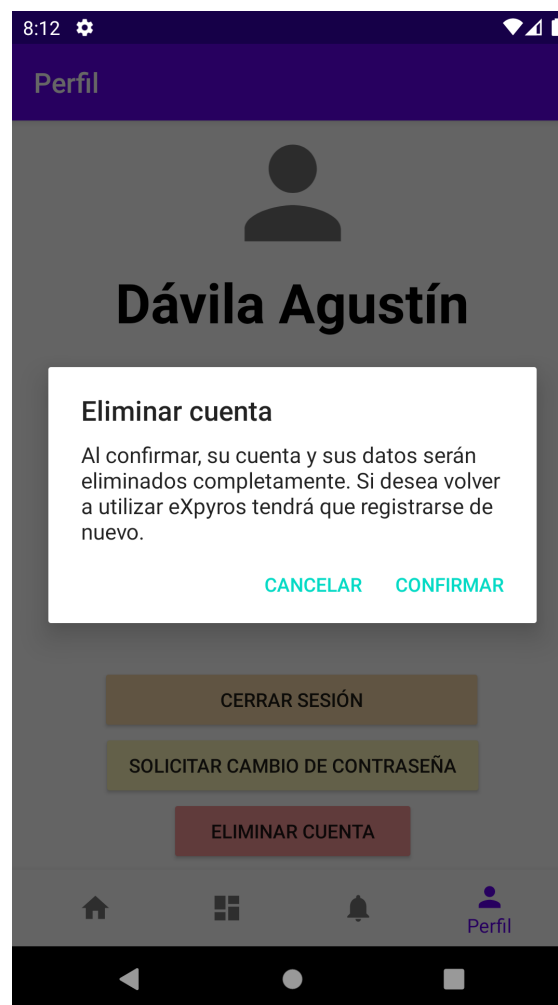 8:12
Perfil
Dávila Agustín
Eliminar cuenta
Al confirmar, su cuenta y sus datos serán
eliminados completamente. Si desea volver
a utilizar eXpyros tendrá que registrarse de
nuevo.
CANCELAR CONFIRMAR
CERRAR SESIÓN
SOLICITAR CAMBIO DE CONTRASEÑA
ELIMINAR CUENTA
Perfil